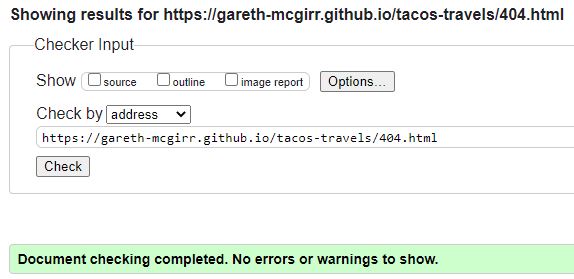 Showing results for https://gareth-mcgirr.github.io/tacos-travels/404.html
Checker Input
Show source outline image report Options...
Check by address
https://gareth-mcgirr.github.io/tacos-travels/404.html
Check
Document checking completed. No errors or warnings to show.